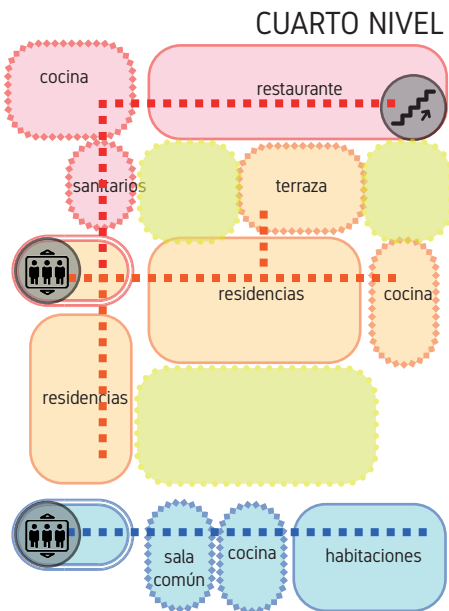 CUARTO NIVEL
cocina
restaurante
sanitarios
terraza
residencias
cocina
residencias
sala
común
cocina
habitaciones